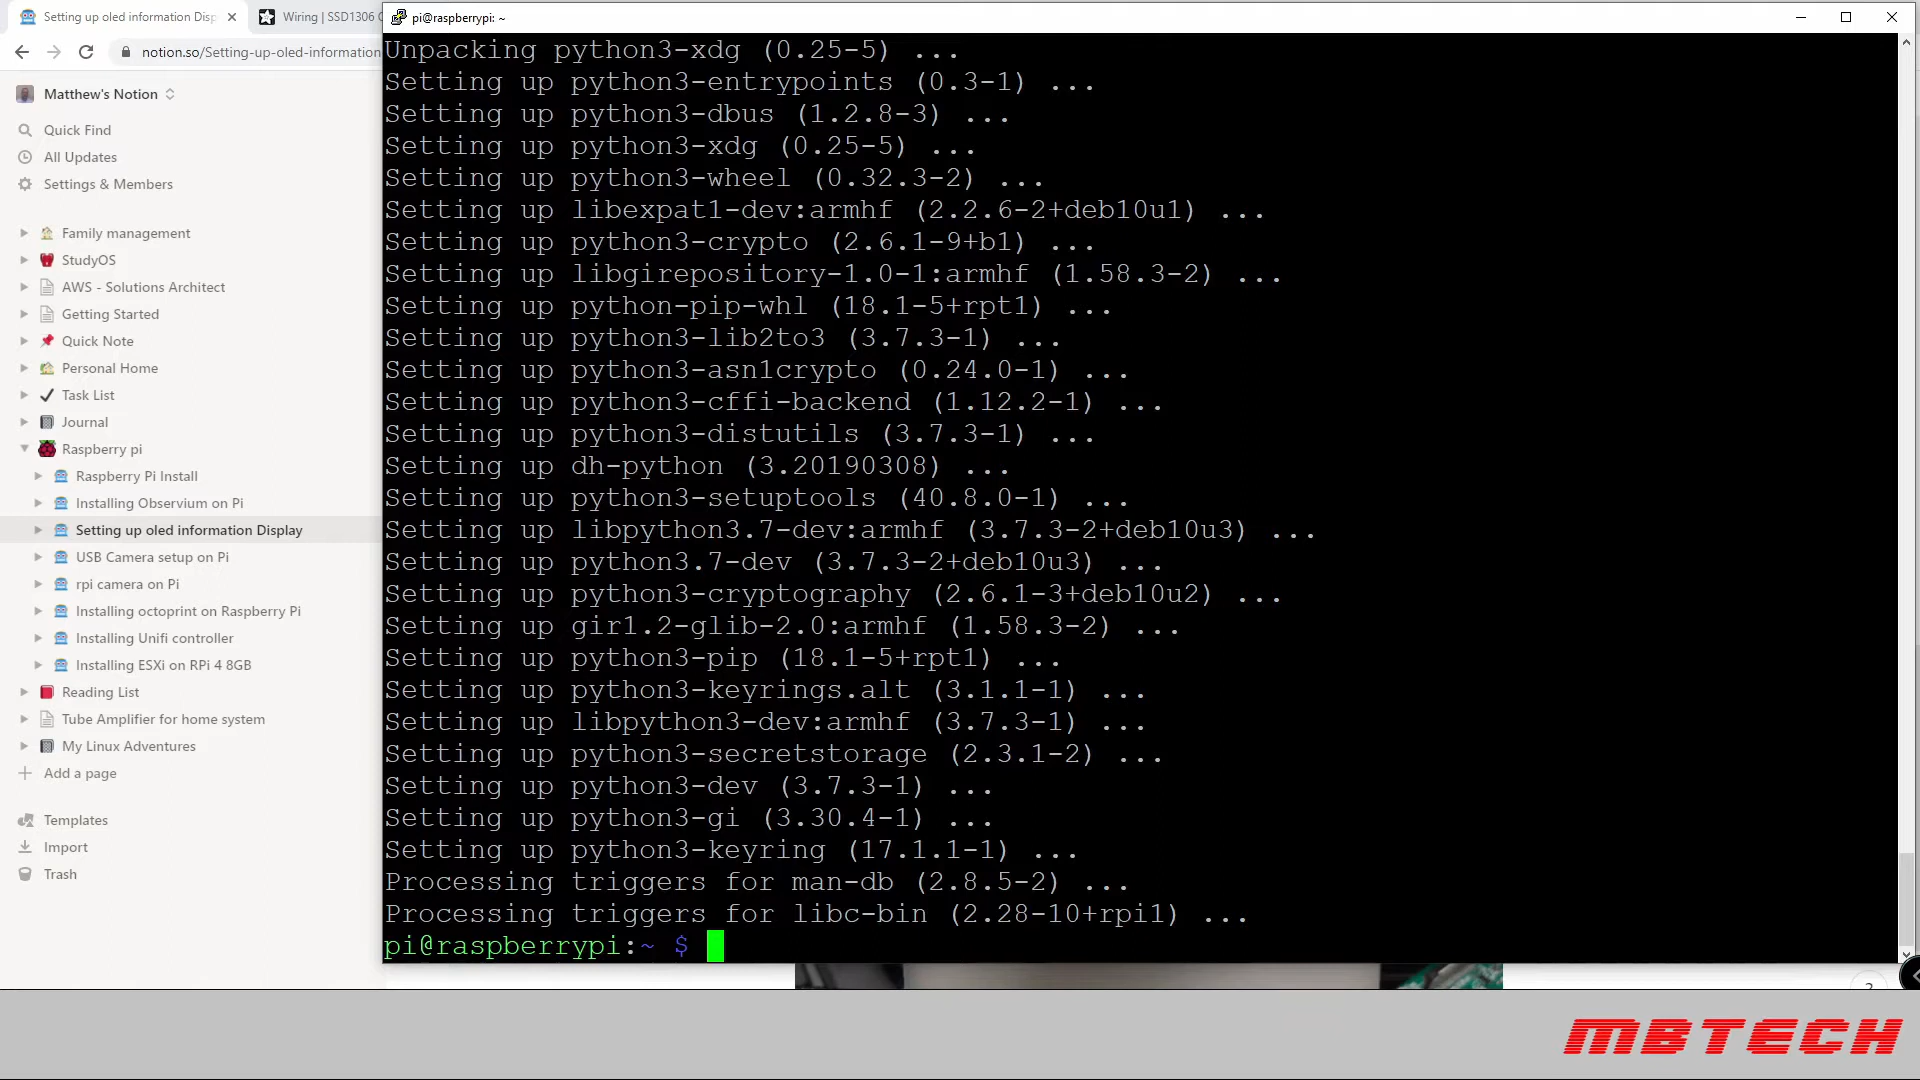 Setting up oled information Disp
Wiring | SSD1306
pi@raspberrypi: ~
notion.so/Setting-up-oled-information
Matthew's Notion
Quick Find
All Updates
Settings & Members
Family management
StudyOS
AWS - Solutions Architect
Getting Started
Quick Note
Personal Home
Task List
Journal
Raspberry pi
Raspberry Pi Install
Installing Observium on Pi
Setting up oled information Display
USB Camera setup on Pi
rpi camera on Pi
Installing octoprint on Raspberry Pi
Installing Unifi controller
Installing ESXi on RPi 4 8GB
Reading List
Tube Amplifier for home system
My Linux Adventures
Add a page
Templates
Import
Trash
Unpacking python3-xdg (0.25-5) ...
Setting up python3-entrypoints (0.3-1) ...
Setting up python3-dbus (1.2.8-3) ...
Setting up python3-xdg (0.25-5) ...
Setting up python3-wheel (0.32.3-2) ...
Setting up libexpat1-dev:armhf (2.2.6-2+deb10u1) ...
Setting up python3-crypto (2.6.1-9+b1) ...
Setting up libgirepository-1.0-1:armhf (1.58.3-2) ...
Setting up python-pip-whl (18.1-5+rpt1) ...
Setting up python3-lib2to3 (3.7.3-1) ...
Setting up python3-asn1crypto (0.24.0-1) ...
Setting up python3-cffi-backend (1.12.2-1) ...
Setting up python3-distutils (3.7.3-1) ...
Setting up dh-python (3.20190308) ...
Setting up python3-setuptools (40.8.0-1) ...
Setting up libpython3.7-dev:armhf (3.7.3-2+deb10u3) ...
Setting up python3.7-dev (3.7.3-2+deb10u3) ...
Setting up python3-cryptography (2.6.1-3+deb10u2) ...
Setting up gir1.2-glib-2.0:armhf (1.58.3-2) ...
Setting up python3-pip (18.1-5+rpt1) ...
Setting up python3-keyrings.alt (3.1.1-1) ...
Setting up libpython3-dev:armhf (3.7.3-1) ...
Setting up python3-secretstorage (2.3.1-2) ...
Setting up python3-dev (3.7.3-1) ...
Setting up python3-gi (3.30.4-1) ...
Setting up python3-keyring (17.1.1-1) ...
Processing triggers for man-db (2.8.5-2) ...
Processing triggers for libc-bin (2.28-10+rpi1) ...
pi@raspberrypi:~ $
MBTECH